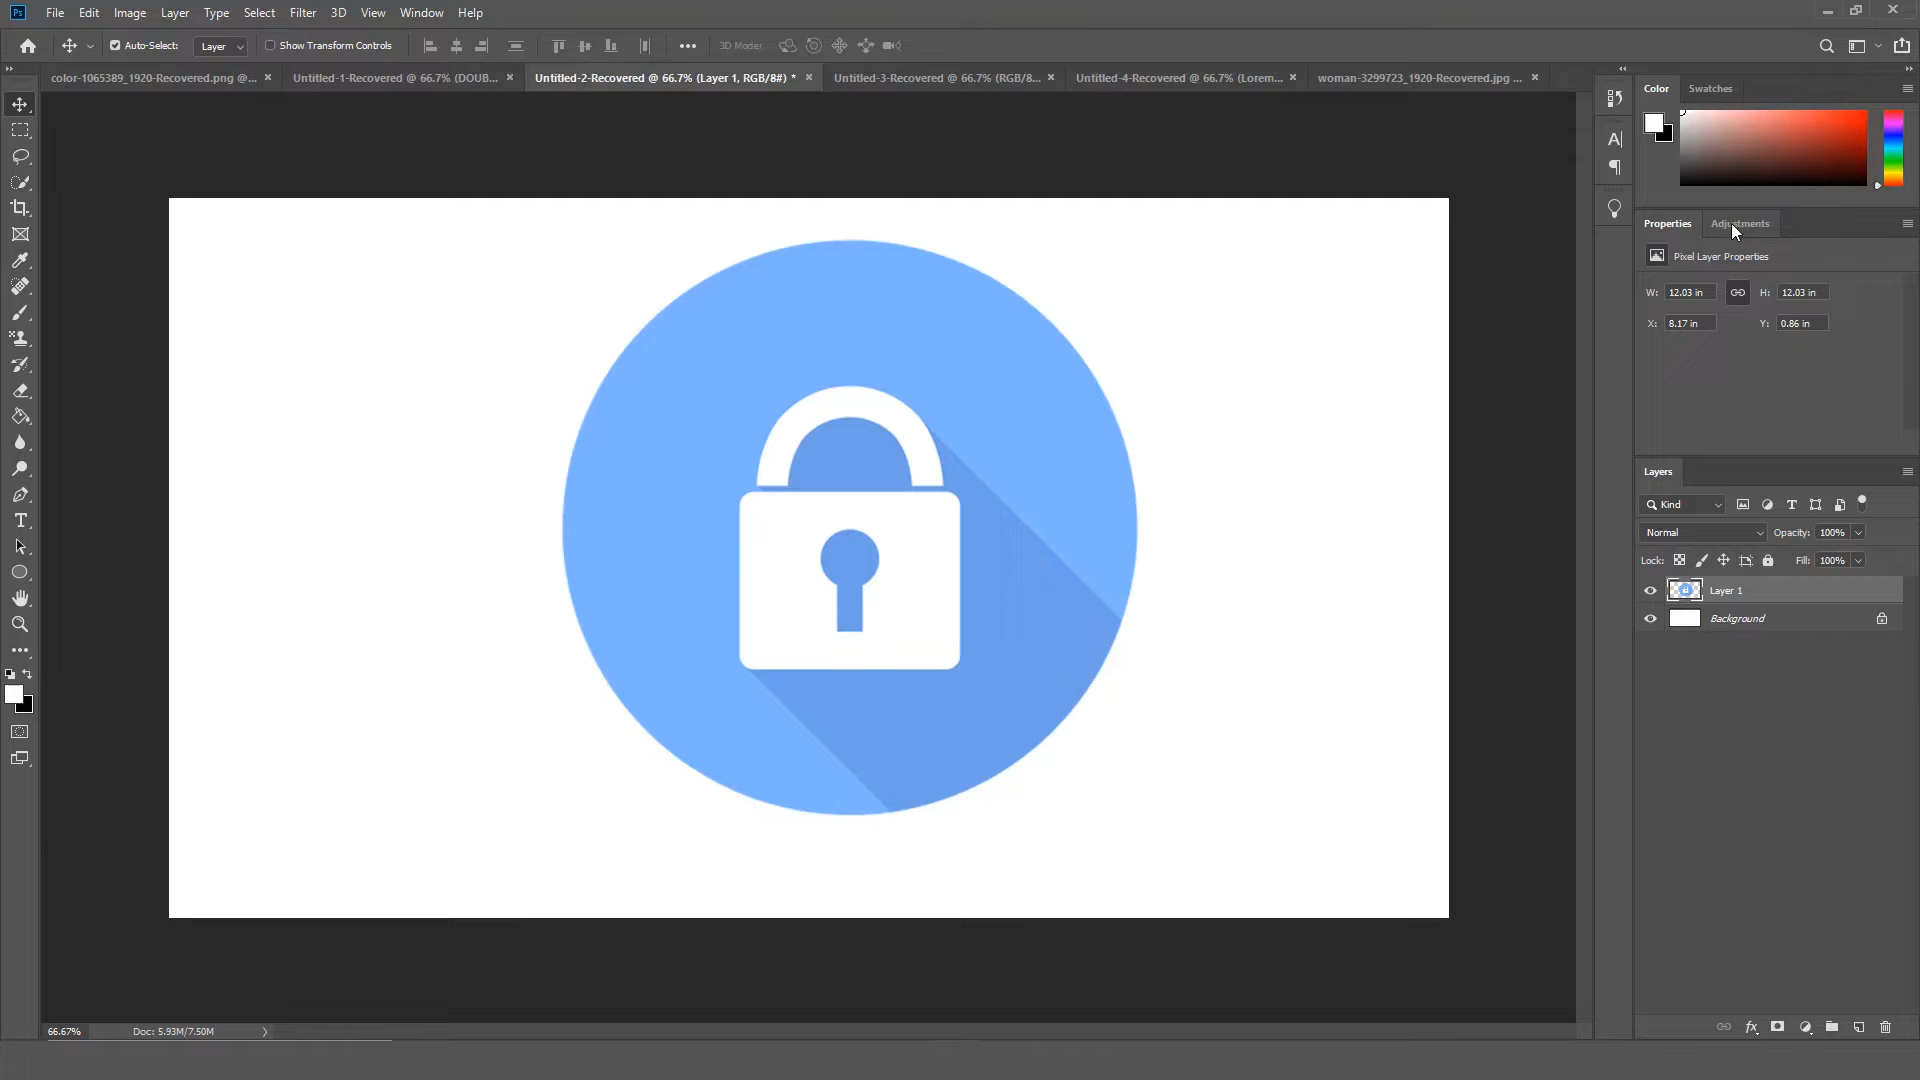 Ps File Edit Image Layer Type Select Filter 3D View Window Help
Auto-Select: Layer Show Transform Controls 3D Mode:
color-1065389_1920-Recovered.png @... Untitled-1-Recovered @ 66.7% (DOUB... Untitled-2-Recovered @ 66.7% (Layer 1, RGB/8#) * Untitled-3-Recovered @ 66.7% (RGB/8... Untitled-4-Recovered @ 66.7% (Lorem... woman-3299723_1920-Recovered.jpg ...
Color Swatches
Properties Adjustments
Pixel Layer Properties
W: 12.03 in H: 12.03 in
X: 8.17 in Y: 0.86 in
Layers
Kind
Normal Opacity: 100%
Lock: Fill: 100%
Layer 1
Background
fx
66.67% Doc: 5.93M/7.50M